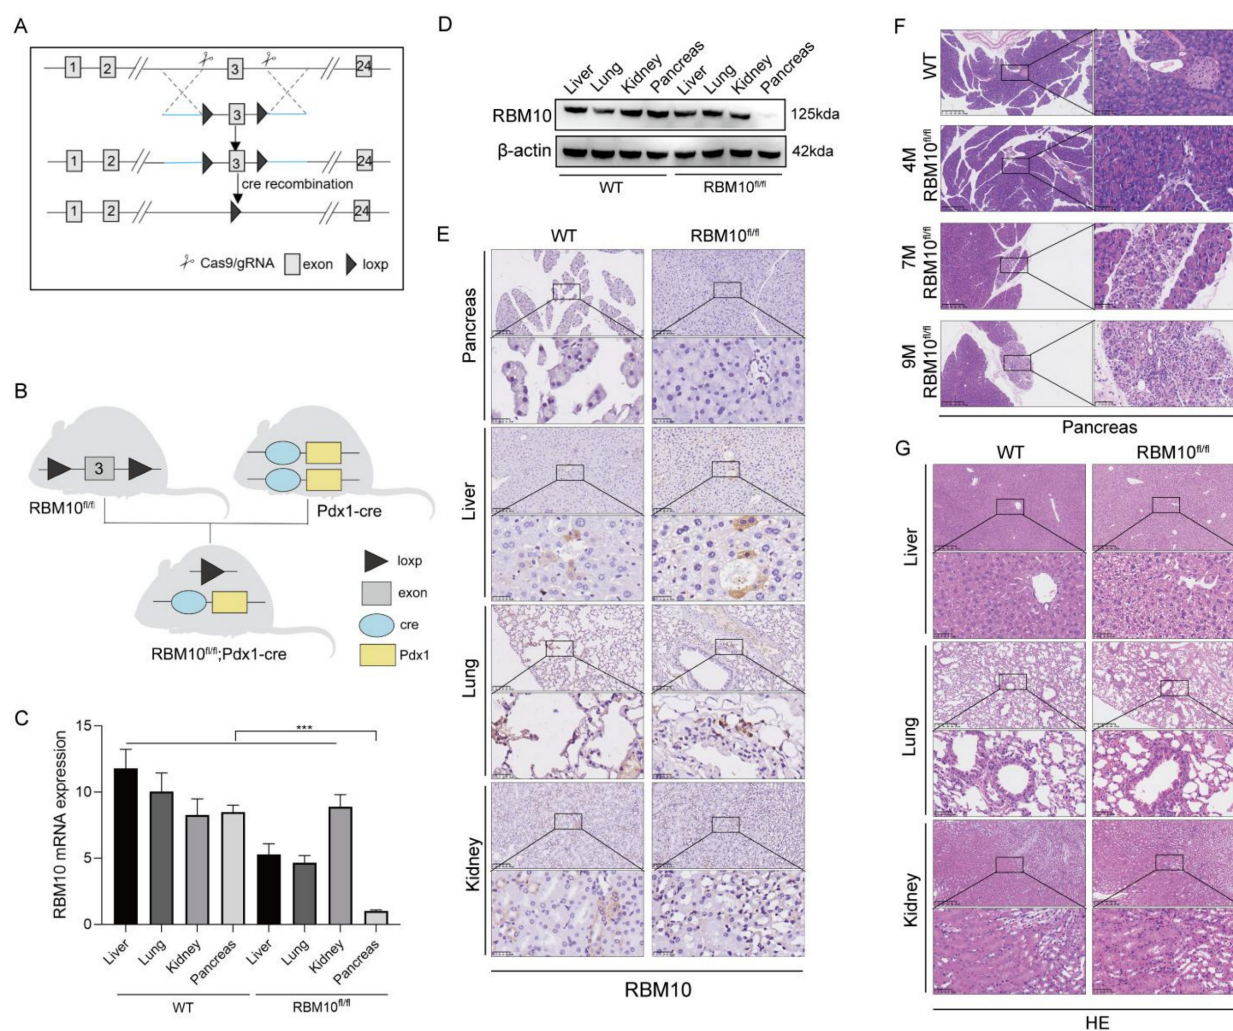 A
1
2
3
24
3
1
2
3
24
cre recombination
1
2
24
Cas9/gRNA
exon
loxp
B
3
RBM10fl/fl
Pdx1-cre
RBM10fl/fl;Pdx1-cre
loxp
exon
cre
Pdx1
C
RBM10 mRNA expression
15
10
5
0
***
Liver
Lung
Kidney
Pancreas
Liver
Lung
Kidney
Pancreas
WT
RBM10fl/fl
D
Liver
Lung
Kidney
Pancreas
Liver
Lung
Kidney
Pancreas
RBM10
125kda
β-actin
42kda
WT
RBM10fl/fl
E
WT
RBM10fl/fl
Pancreas
Liver
Lung
Kidney
RBM10
F
WT
4M
RBM10fl/fl
7M
RBM10fl/fl
9M
RBM10fl/fl
Pancreas
G
WT
RBM10fl/fl
Liver
Lung
Kidney
HE